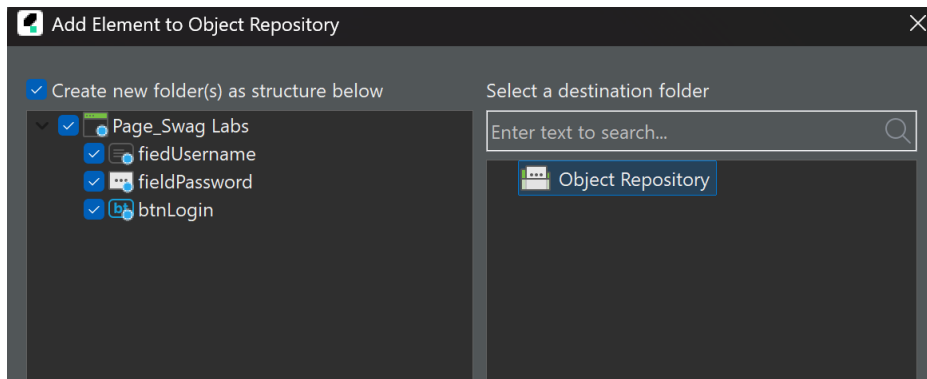 Add Element to Object Repository
Create new folder(s) as structure below
Page_Swag Labs
fiedUsername
fieldPassword
btnLogin
Select a destination folder
Enter text to search...
Object Repository